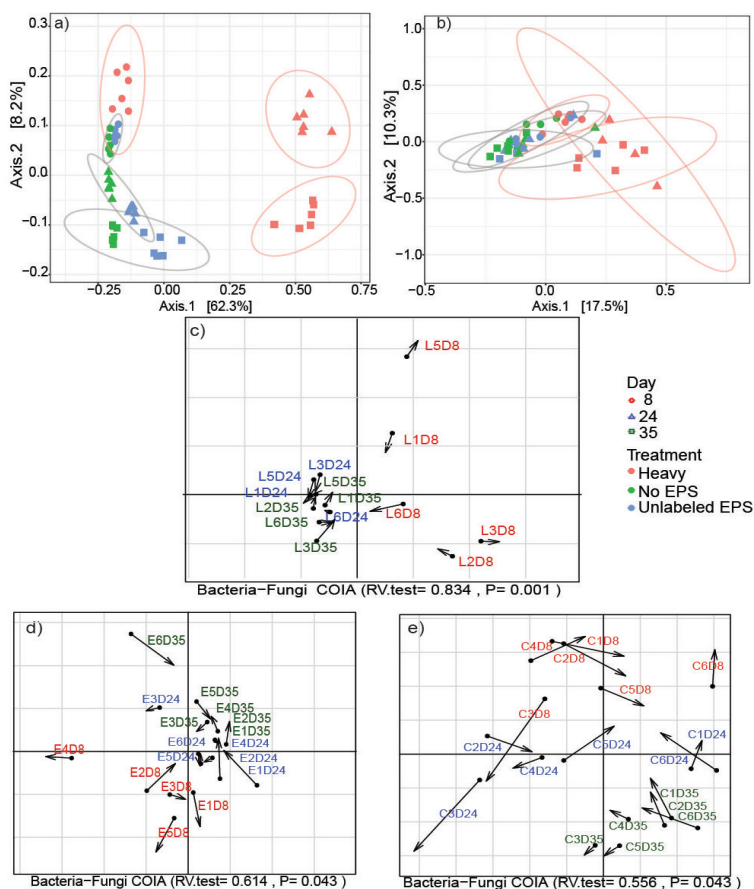 a)
0.3
0.2
0.1
0.0
−0.1
−0.2
Axis.2 [8.2%]
−0.25 0.00 0.25 0.50 0.75
Axis.1 [62.3%]
b)
1.0
0.5
0.0
−0.5
−1.0
Axis.2 [10.3%]
−0.5 0.0 0.5
Axis.1 [17.5%]
c)
L5D8
L1D8
L3D24
L5D24
L5D35
L1D24
L1D35
L2D35
L6D8
L6D35
L6D24
L3D35
L3D8
L2D8
Bacteria−Fungi COIA (RV.test= 0.834 , P= 0.001 )
Day
8
24
35
Treatment
Heavy
No EPS
Unlabeled EPS
d)
E6D35
E3D24
E5D35
E4D35
E3D35
E2D35
E1D35
E6D24
E4D24
E4D8
E5D24
E2D24
E1D24
E2D8
E3D8
E1D8
E5D8
Bacteria−Fungi COIA (RV.test= 0.614 , P= 0.043 )
e)
C4D8
C1D8
C2D8
C6D8
C5D8
C3D8
C2D24
C5D24
C1D24
C4D24
C6D24
C3D24
C1D35
C2D35
C6D35
C4D35
C3D35
C5D35
Bacteria−Fungi COIA (RV.test= 0.556 , P= 0.043 )